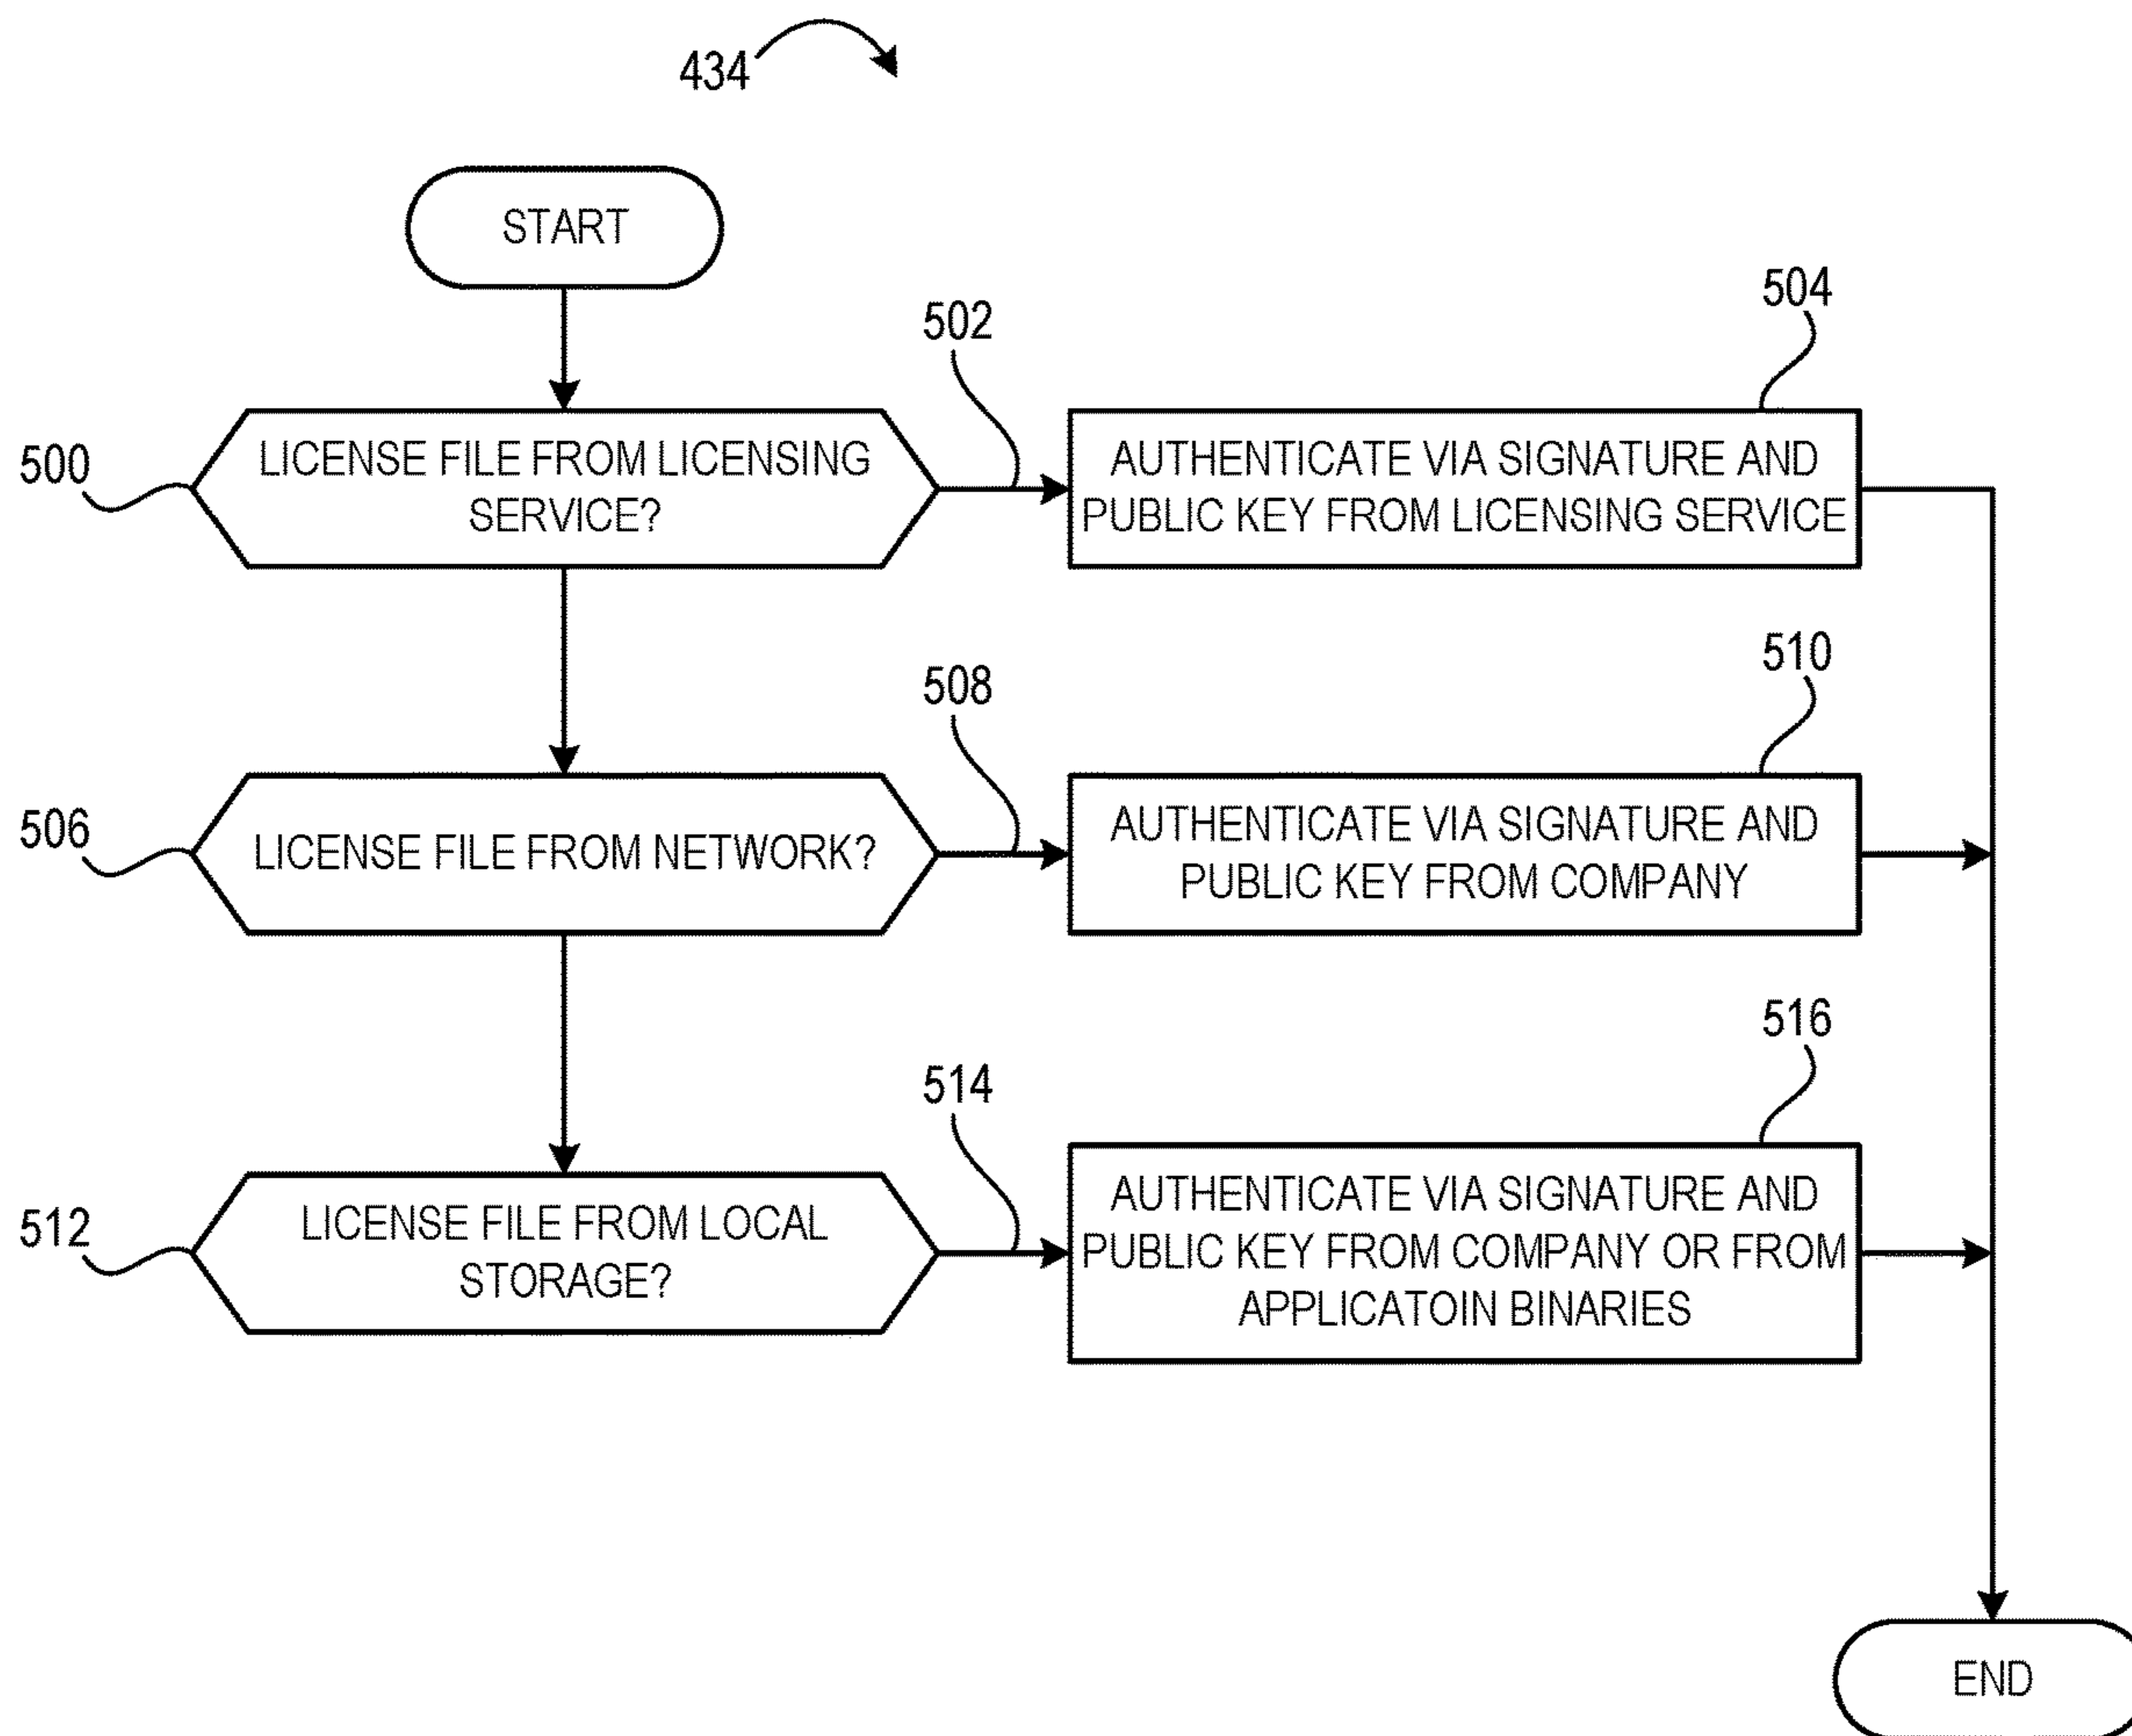 434
START
502
504
500
LICENSE FILE FROM LICENSING
SERVICE?
AUTHENTICATE VIA SIGNATURE AND
PUBLIC KEY FROM LICENSING SERVICE
508
510
506
LICENSE FILE FROM NETWORK?
AUTHENTICATE VIA SIGNATURE AND
PUBLIC KEY FROM COMPANY
514
516
512
LICENSE FILE FROM LOCAL
STORAGE?
AUTHENTICATE VIA SIGNATURE AND
PUBLIC KEY FROM COMPANY OR FROM
APPLICATOIN BINARIES
END